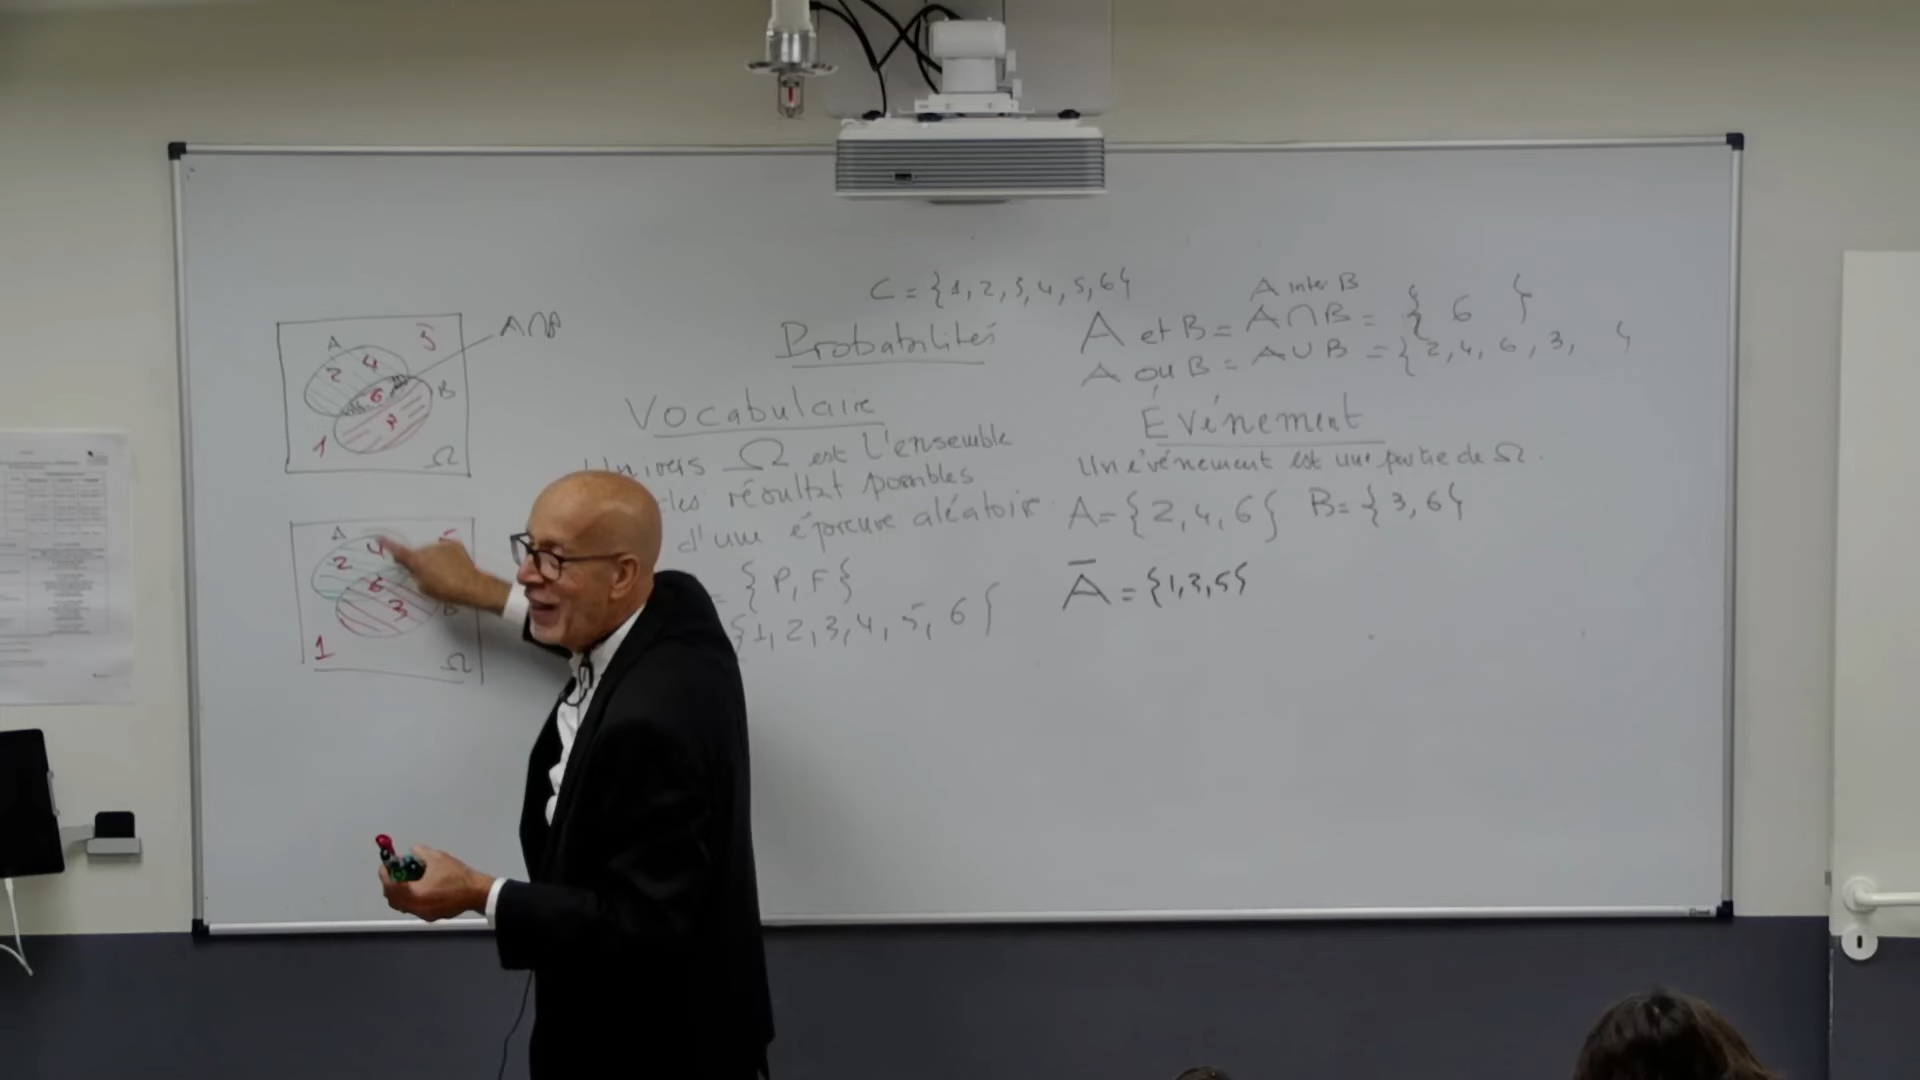 C = {1, 2, 3, 4, 5, 6}
Probabilités
A inter B
A et B = A∩B = { 6 }
A ou B = A∪B = {2, 4, 6, 3, }
A∩B
A
5
4
2
B
6
1
Ω
Vocabulaire
Univers Ω est l'ensemble
des résultat possibles
d'une épreuve aléatoire
{P, F}
{1, 2, 3, 4, 5, 6}
Événement
Un événement est une partie de Ω.
A = {2, 4, 6} B = {3, 6}
Ā = {1, 3, 5}
A
4
2
6
3
1
Ω